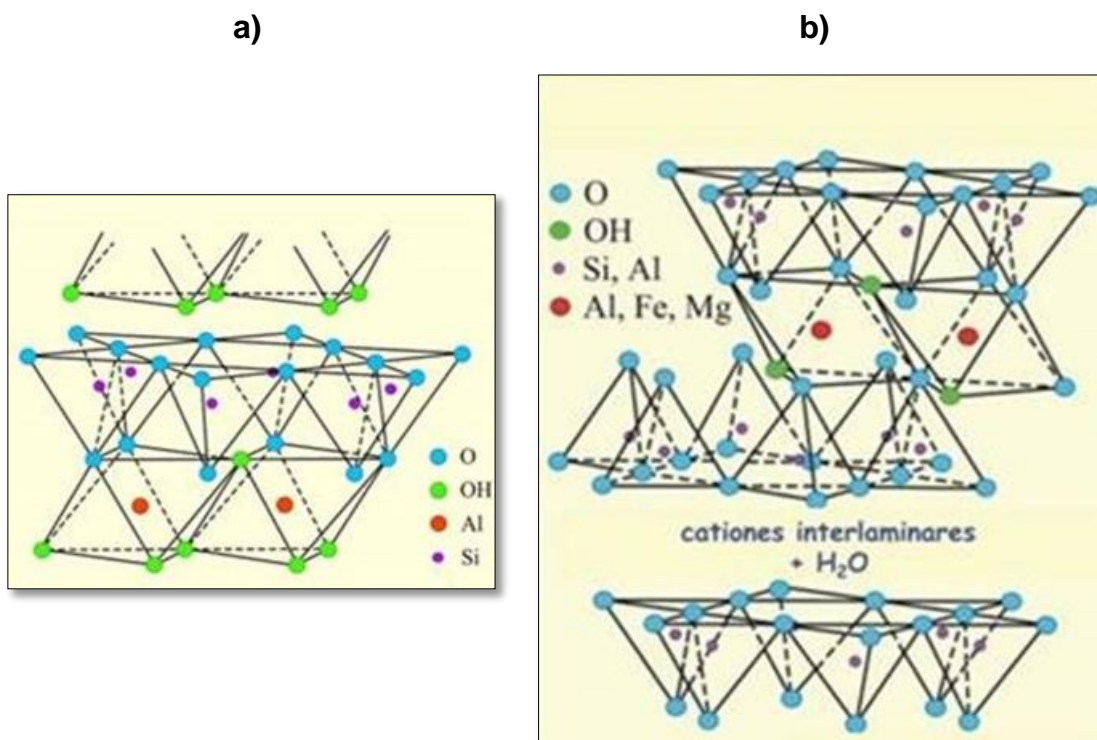 a)
b)
O
OH
Al
Si
O
OH
Si, Al
Al, Fe, Mg
cationes interlaminares
+ H₂O